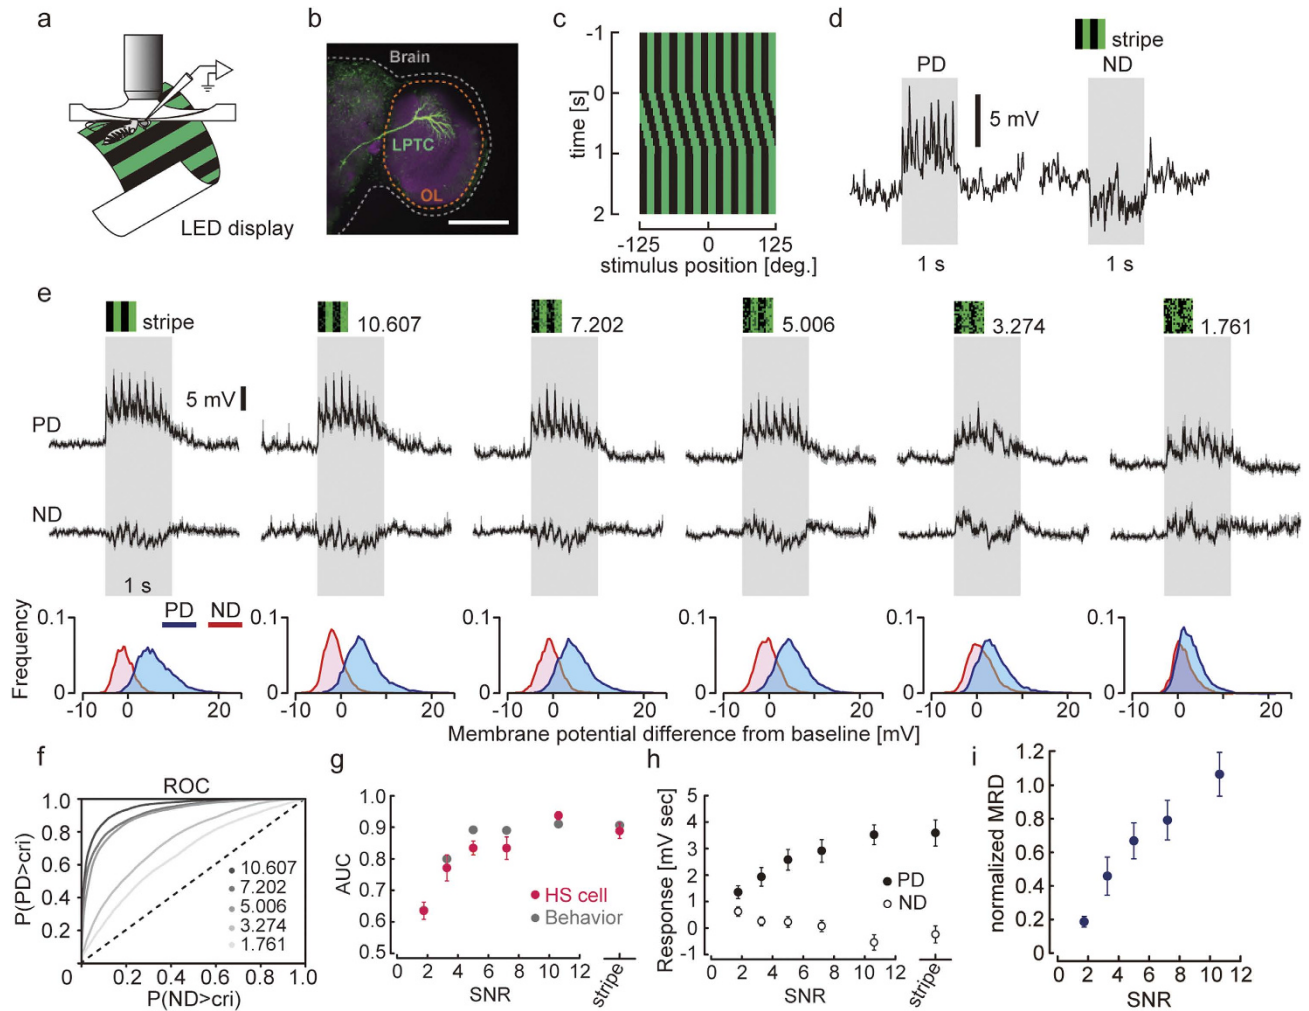 a
LED display
b
Brain
LPTC
OL
c
time [s]
-1
0
1
2
-125 0 125
stimulus position [deg.]
d
stripe
PD ND
5 mV
1 s 1 s
e
stripe 10.607 7.202 5.006 3.274 1.761
5 mV
PD
ND
1 s
PD ND
Frequency
0.1 0.1 0.1 0.1 0.1 0.1
0 0 0 0 0 0
-10 0 20 -10 0 20 -10 0 20 -10 0 20 -10 0 20 -10 0 20
Membrane potential difference from baseline [mV]
f
ROC
P(PD>cri)
1.0
0.8
0.6
0.4
0.2
0 0.2 0.4 0.6 0.8 1.0
P(ND>cri)
10.607
7.202
5.006
3.274
1.761
g
AUC
1.0
0.9
0.8
0.7
0.6
0.5
HS cell
Behavior
0 2 4 6 8 10 12 stripe
SNR
h
Response [mV sec]
5
4
3
2
1
0
-1
PD
ND
0 2 4 6 8 10 12 stripe
SNR
i
normalized MRD
1.2
1.0
0.8
0.6
0.4
0.2
0
0 2 4 6 8 10 12
SNR